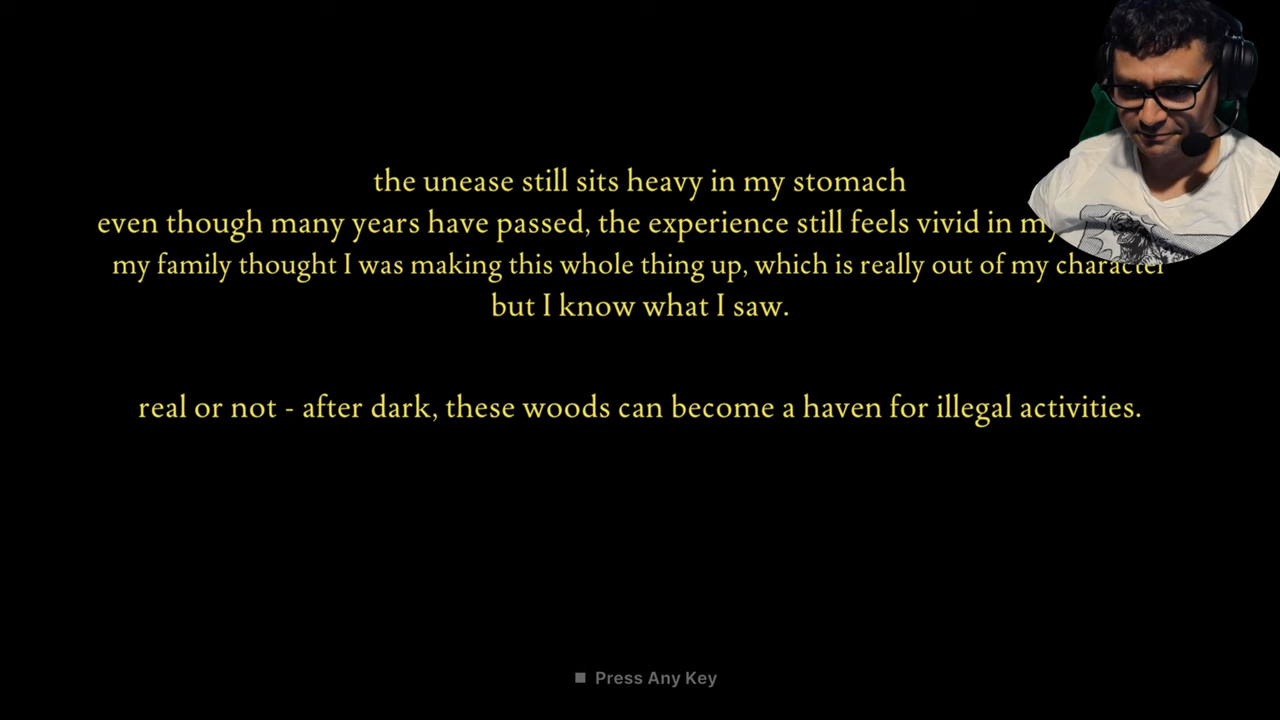 the unease still sits heavy in my stomach
even though many years have passed, the experience still feels vivid in my
my family thought I was making this whole thing up, which is really out of my character
but I know what I saw.
real or not - after dark, these woods can become a haven for illegal activities.
Press Any Key